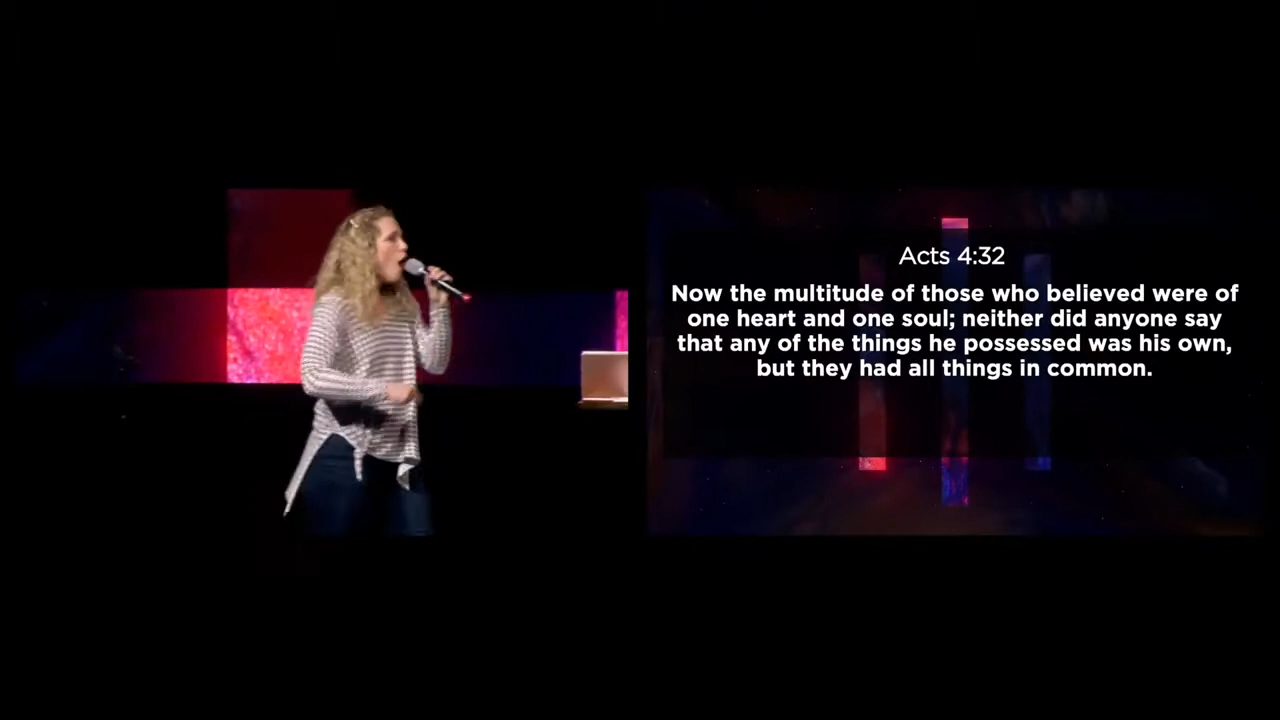 Acts 4:32
Now the multitude of those who believed were of
one heart and one soul; neither did anyone say
that any of the things he possessed was his own,
but they had all things in common.